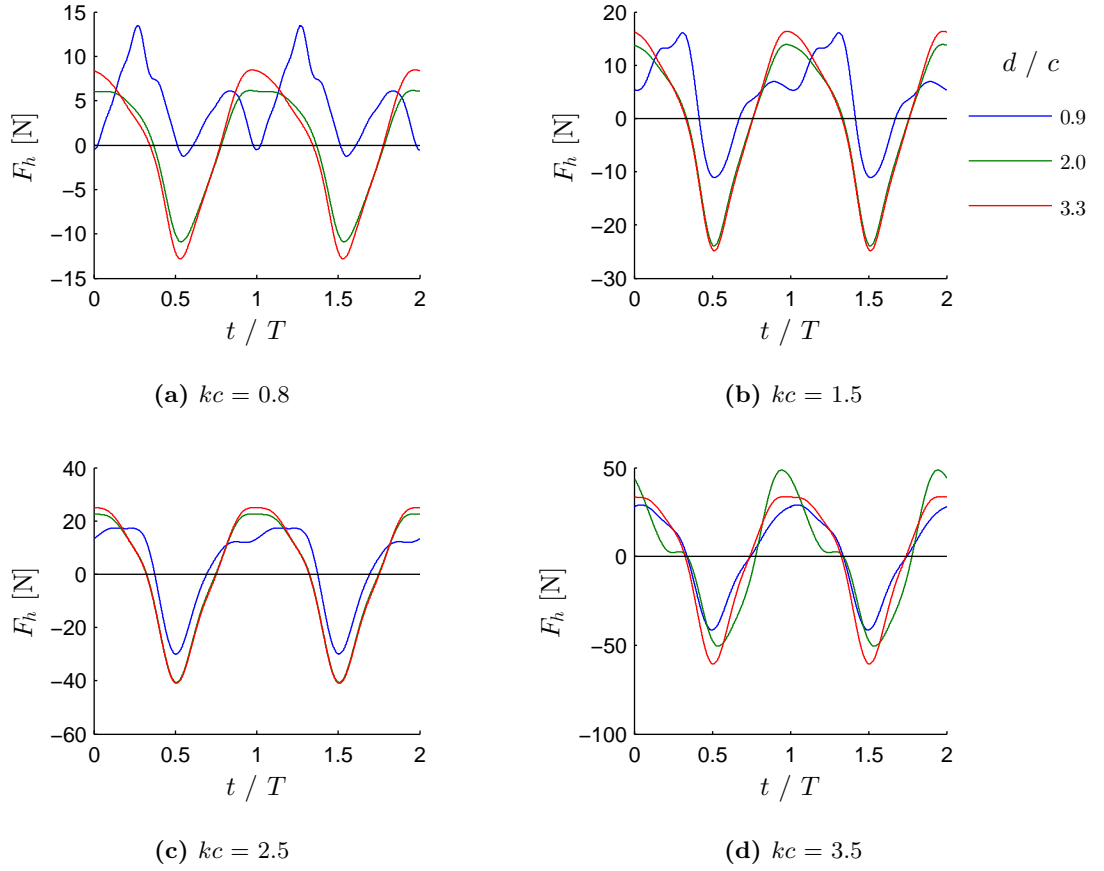 15
10
5
0
−5
−10
−15
F_h [N]
0 0.5 1 1.5 2
t / T
(a) kc = 0.8
20
10
0
−10
−20
−30
F_h [N]
0 0.5 1 1.5 2
t / T
(b) kc = 1.5
d / c
0.9
2.0
3.3
40
20
0
−20
−40
−60
F_h [N]
0 0.5 1 1.5 2
t / T
(c) kc = 2.5
50
0
−50
−100
F_h [N]
0 0.5 1 1.5 2
t / T
(d) kc = 3.5